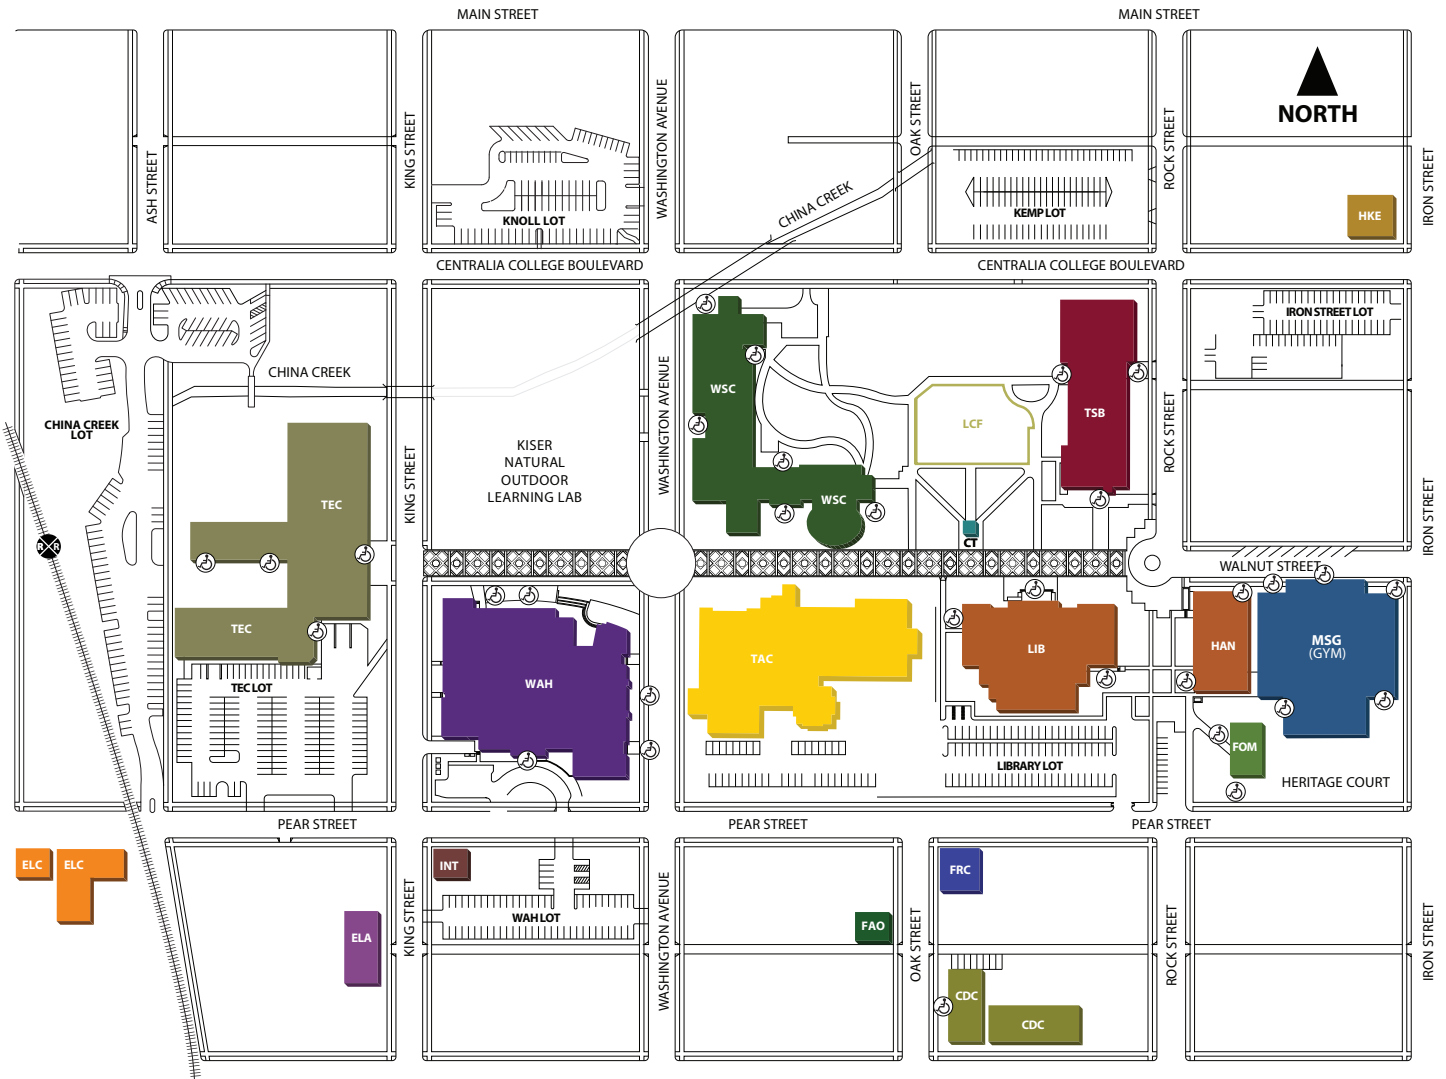 MAIN STREET
MAIN STREET
NORTH
ASH STREET
KING STREET
WASHINGTON AVENUE
OAK STREET
ROCK STREET
IRON STREET
KNOLL LOT
CHINA CREEK
KEMP LOT
HKE
CENTRALIA COLLEGE BOULEVARD
CENTRALIA COLLEGE BOULEVARD
IRON STREET LOT
CHINA CREEK
CHINA CREEK
LOT
KING STREET
KISER
NATURAL
OUTDOOR
LEARNING LAB
WASHINGTON AVENUE
WSC
WSC
LCF
TSB
ROCK STREET
IRON STREET
TEC
CT
R R
WALNUT STREET
TEC
WAH
TAC
LIB
HAN
MSG
(GYM)
TEC LOT
FOM
LIBRARY LOT
HERITAGE COURT
PEAR STREET
PEAR STREET
PEAR STREET
ELC
ELC
INT
FRC
WAH LOT
ELA
KING STREET
WASHINGTON AVENUE
FAO
OAK STREET
ROCK STREET
IRON STREET
CDC
CDC